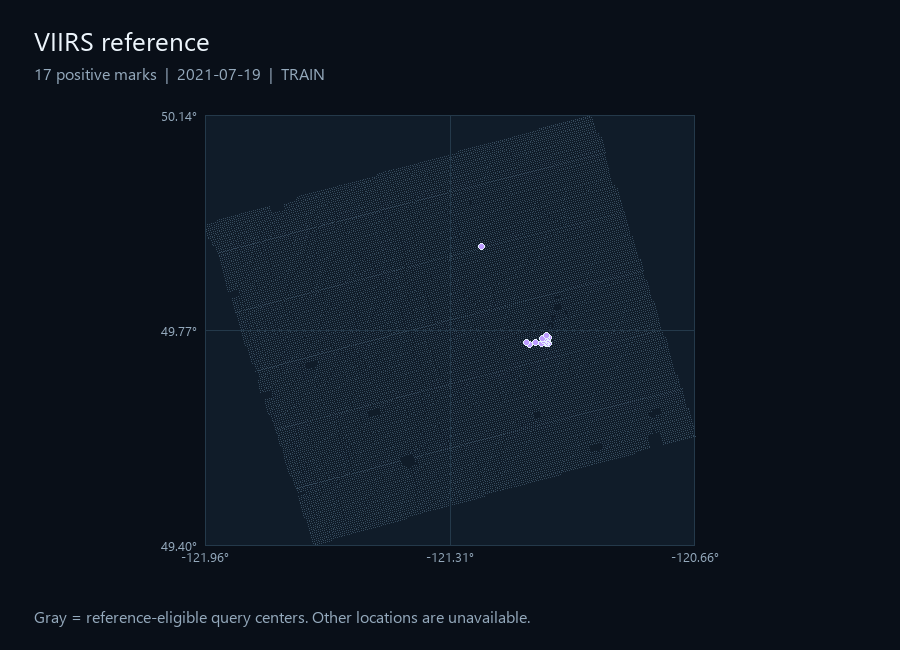 VIIRS reference
17 positive marks | 2021-07-19 | TRAIN
50.14°
49.77°
49.40°
-121.96°
-121.31°
-120.66°
Gray = reference-eligible query centers. Other locations are unavailable.